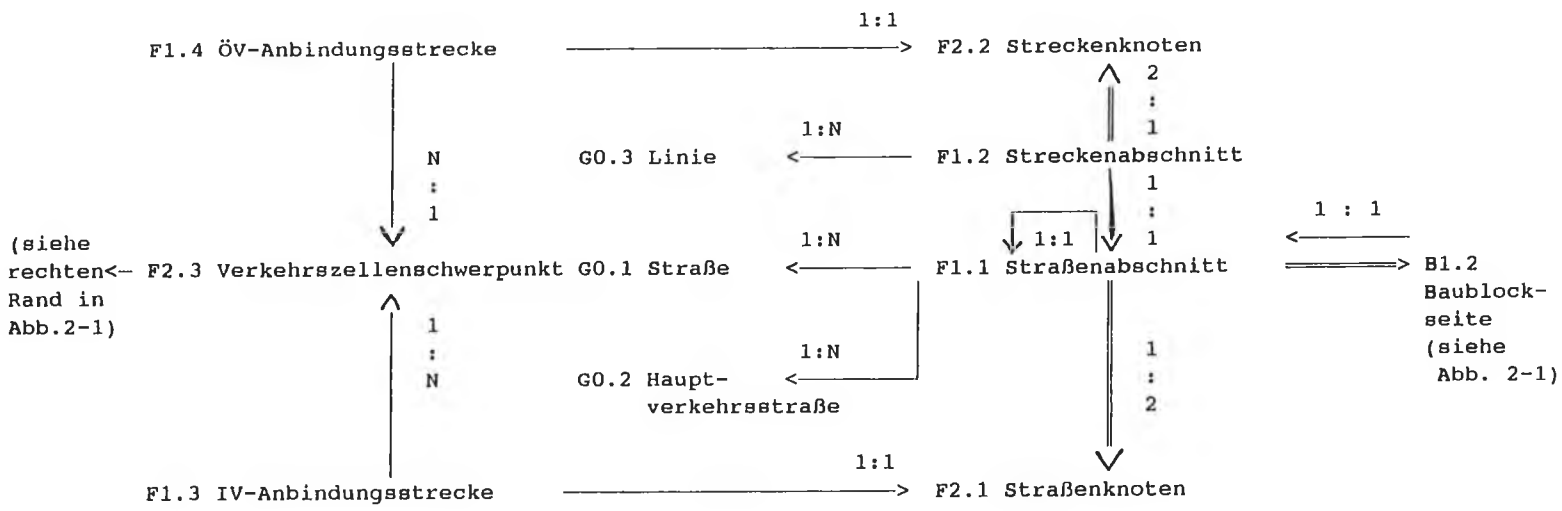 1:1
F1.4 ÖV-Anbindungsstrecke F2.2 Streckenknoten
2
:
1
1:N
N
:
1
G0.3 Linie F1.2 Streckenabschnitt
1
:
1
1 : 1
1:N
1:1
(siehe
rechten F2.3 Verkehrszellenschwerpunkt G0.1 Straße F1.1 Straßenabschnitt B1.2
Rand in Baublock-
Abb.2-1) seite
(siehe
Abb. 2-1)
1
:
N
1:N
1
:
2
G0.2 Haupt-
verkehrsstraße
1:1
F1.3 IV-Anbindungsstrecke F2.1 Straßenknoten